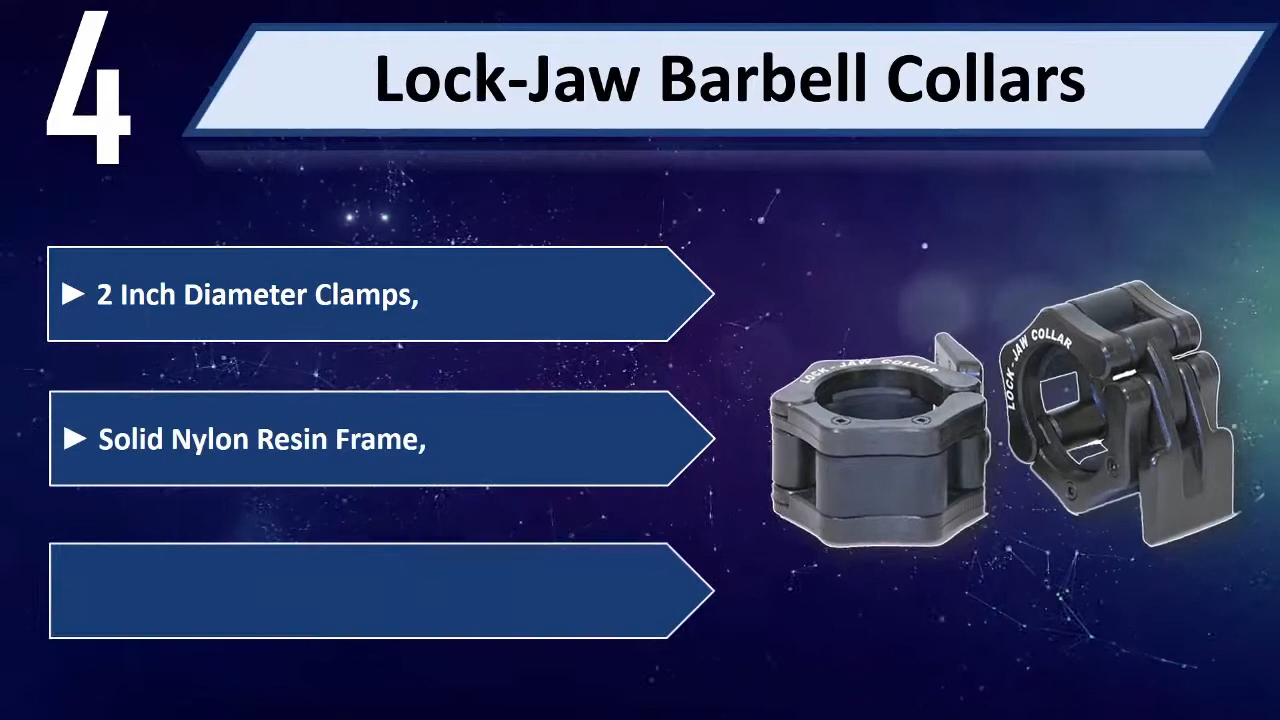 4
Lock-Jaw Barbell Collars
► 2 Inch Diameter Clamps,
► Solid Nylon Resin Frame,
LOCK-JAW COLLAR
LOCK-JAW COLLAR